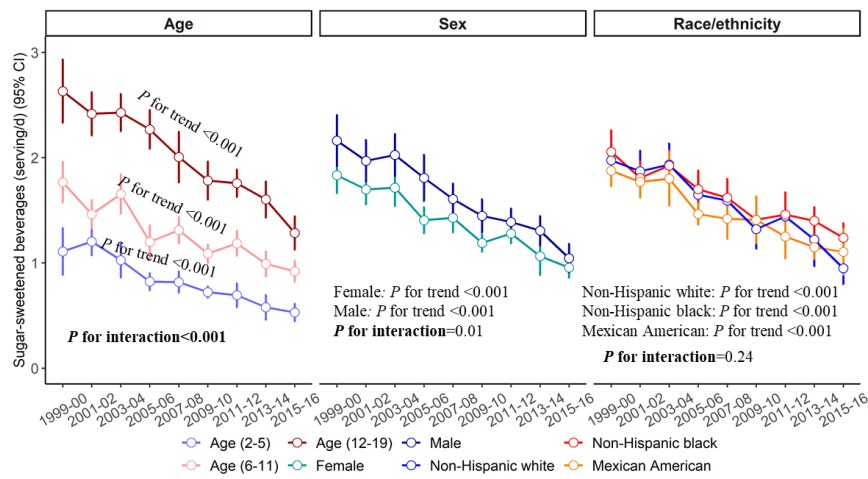 Age
Sex
Race/ethnicity
Sugar-sweetened beverages (serving/d) (95% CI)
3
2
1
0
P for trend <0.001
P for trend <0.001
P for trend <0.001
P for interaction<0.001
Female: P for trend <0.001
Male: P for trend <0.001
P for interaction=0.01
Non-Hispanic white: P for trend <0.001
Non-Hispanic black: P for trend <0.001
Mexican American: P for trend <0.001
P for interaction=0.24
1999-00 2001-02 2003-04 2005-06 2007-08 2009-10 2011-12 2013-14 2015-16
1999-00 2001-02 2003-04 2005-06 2007-08 2009-10 2011-12 2013-14 2015-16
1999-00 2001-02 2003-04 2005-06 2007-08 2009-10 2011-12 2013-14 2015-16
Age (2-5) Age (12-19) Male Non-Hispanic black
Age (6-11) Female Non-Hispanic white Mexican American